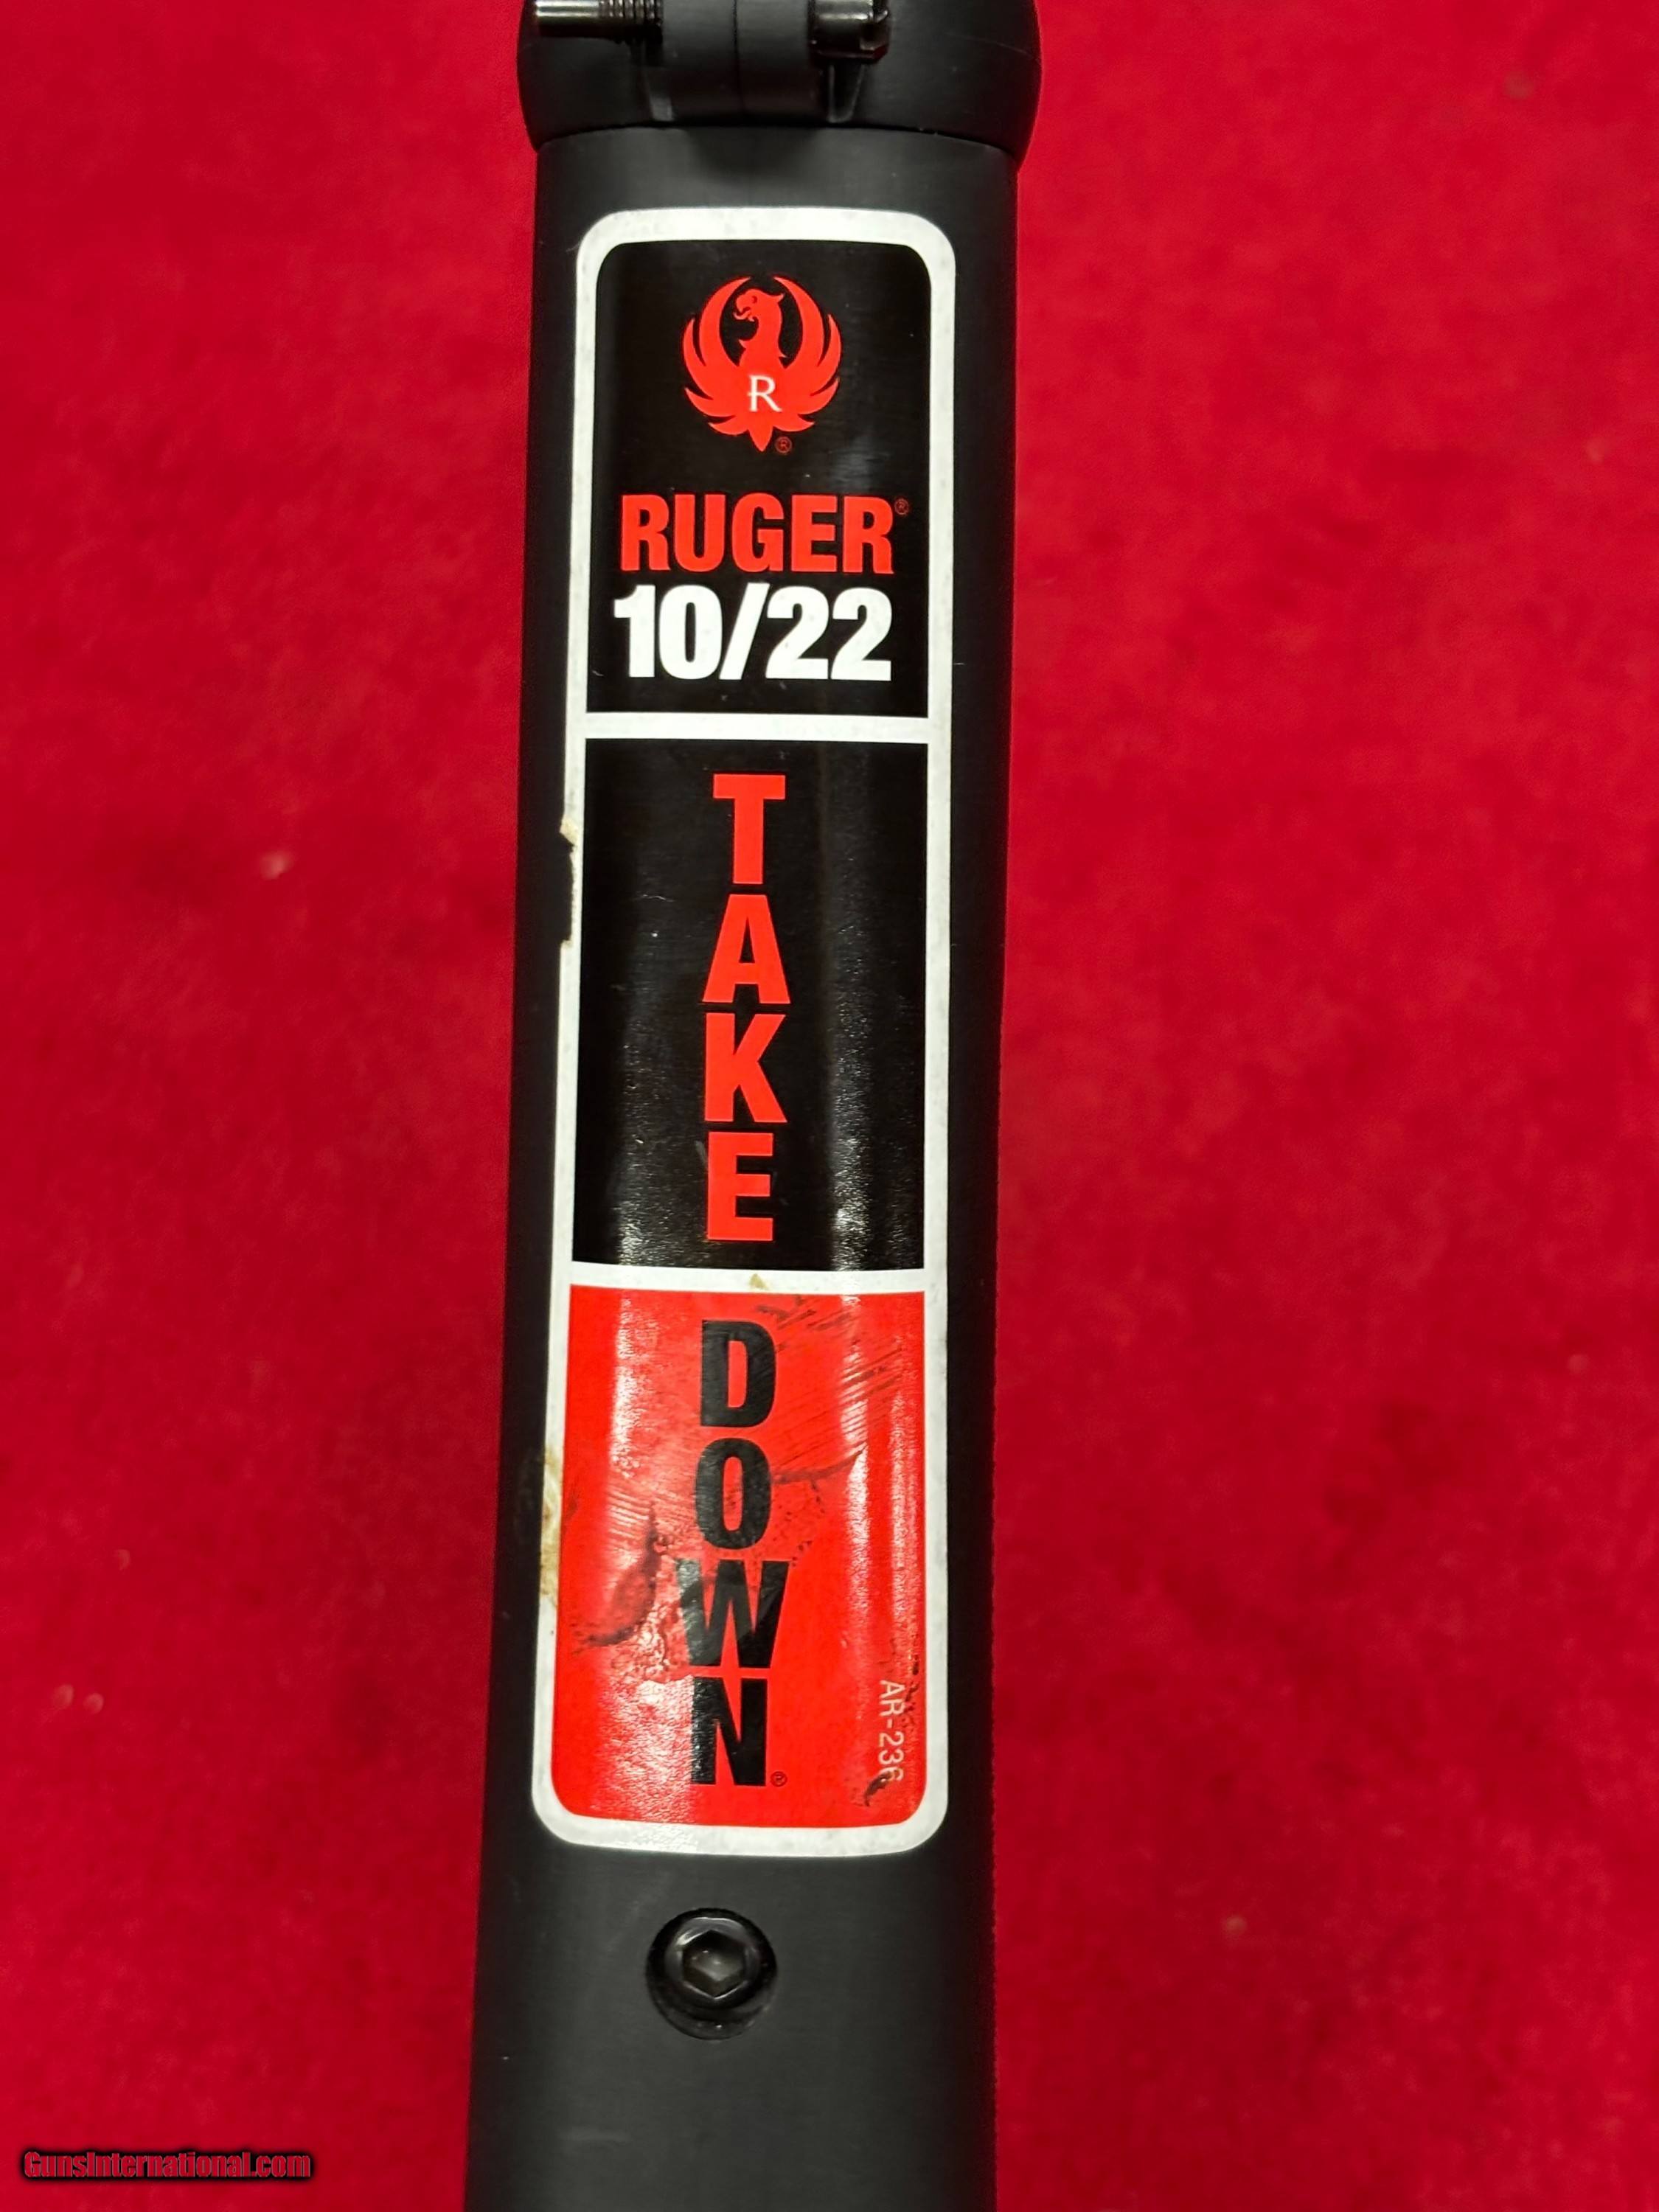 R
®
RUGER®
10/22
TAKE
DOWN®
AR-236
GunsInternational.com